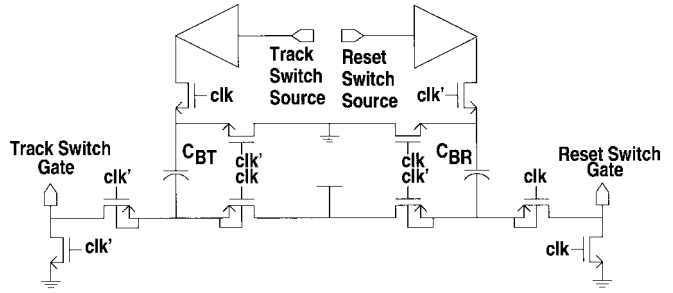 Track
Switch
Source
Reset
Switch
Source
clk
clk'
Track Switch
Gate
C_BT
C_BR
Reset Switch
Gate
clk'
clk'
clk
clk
clk'
clk
clk'
clk